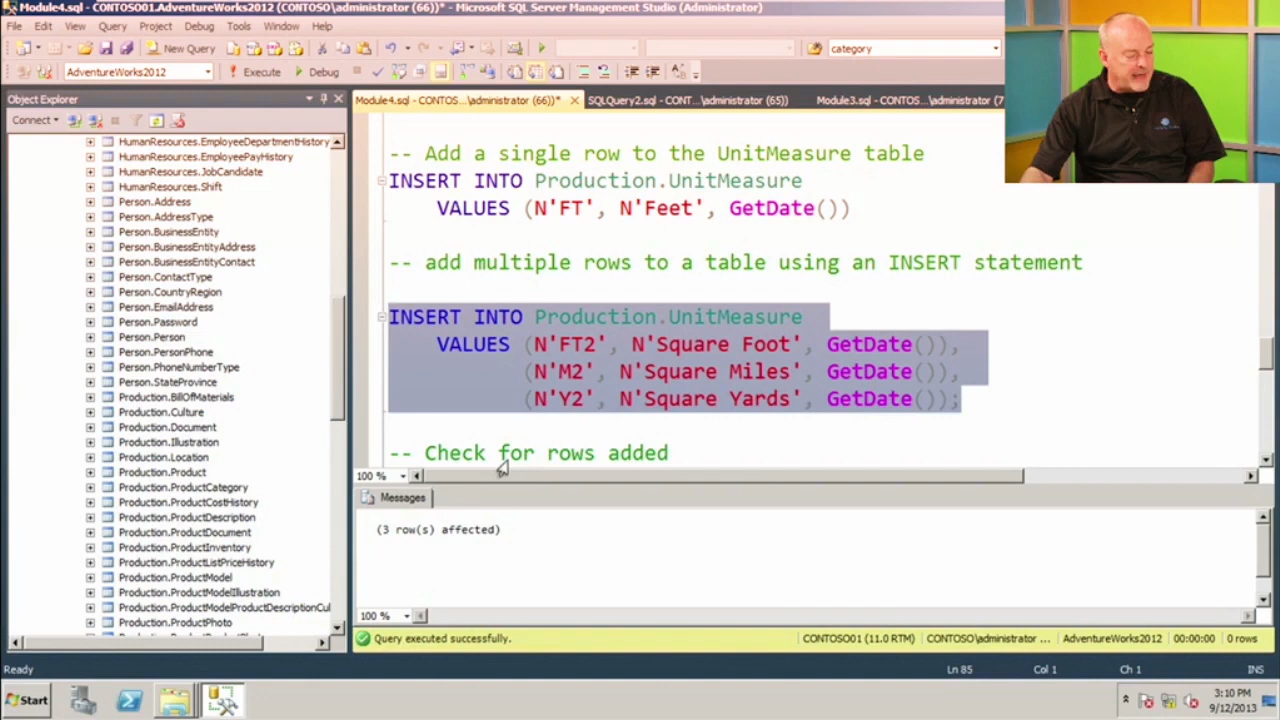 Module4.sql - CONTOSO01.AdventureWorks2012 (CONTOSO\administrator (66))* - Microsoft SQL Server Management Studio (Administrator)
File Edit View Query Project Debug Tools Window Help
New Query category
AdventureWorks2012 Execute Debug
Object Explorer
Module4.sql - CONTOS...\administrator (66))* SQLQuery2.sql - CONT...\administrator (65)) Module3.sql - CONTOS...\administrator (7
Connect
HumanResources.EmployeeDepartmentHistory
HumanResources.EmployeePayHistory
HumanResources.JobCandidate
HumanResources.Shift
Person.Address
Person.AddressType
Person.BusinessEntity
Person.BusinessEntityAddress
Person.BusinessEntityContact
Person.ContactType
Person.CountryRegion
Person.EmailAddress
Person.Password
Person.Person
Person.PersonPhone
Person.PhoneNumberType
Person.StateProvince
Production.BillOfMaterials
Production.Culture
Production.Document
Production.Illustration
Production.Location
Production.Product
Production.ProductCategory
Production.ProductCostHistory
Production.ProductDescription
Production.ProductDocument
Production.ProductInventory
Production.ProductListPriceHistory
Production.ProductModel
Production.ProductModelIllustration
Production.ProductModelProductDescriptionCul
Production.ProductPhoto
-- Add a single row to the UnitMeasure table
INSERT INTO Production.UnitMeasure
VALUES (N'FT', N'Feet', GetDate())
-- add multiple rows to a table using an INSERT statement
INSERT INTO Production.UnitMeasure
VALUES (N'FT2', N'Square Foot', GetDate()),
(N'M2', N'Square Miles', GetDate()),
(N'Y2', N'Square Yards', GetDate());
-- Check for rows added
100 %
Messages
(3 row(s) affected)
100 %
Query executed successfully. CONTOSO01 (11.0 RTM) CONTOSO\administrator ... AdventureWorks2012 00:00:00 0 rows
Ready Ln 85 Col 1 Ch 1 INS
Start 3:10 PM
9/12/2013